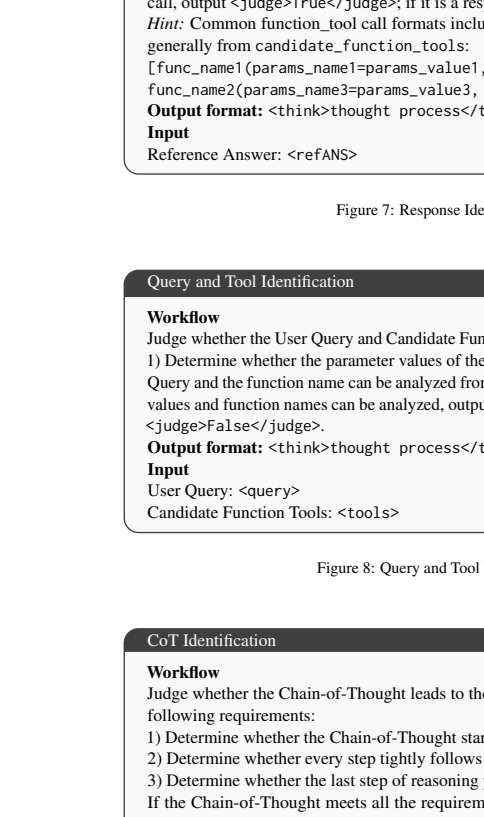 call, output <judge>True</judge>; if it is a res
Hint: Common function_tool call formats inclu
generally from candidate_function_tools:
[func_name1(params_name1=params_value1,
func_name2(params_name3=params_value3,
Output format: <think>thought process</t
Input
Reference Answer: <refANS>
Figure 7: Response Ide
Query and Tool Identification
Workflow
Judge whether the User Query and Candidate Fun
1) Determine whether the parameter values of the
Query and the function name can be analyzed from
values and function names can be analyzed, outpu
<judge>False</judge>.
Output format: <think>thought process</t
Input
User Query: <query>
Candidate Function Tools: <tools>
Figure 8: Query and Tool
CoT Identification
Workflow
Judge whether the Chain-of-Thought leads to the
following requirements:
1) Determine whether the Chain-of-Thought star
2) Determine whether every step tightly follows
3) Determine whether the last step of reasoning
If the Chain-of-Thought meets all the requirem